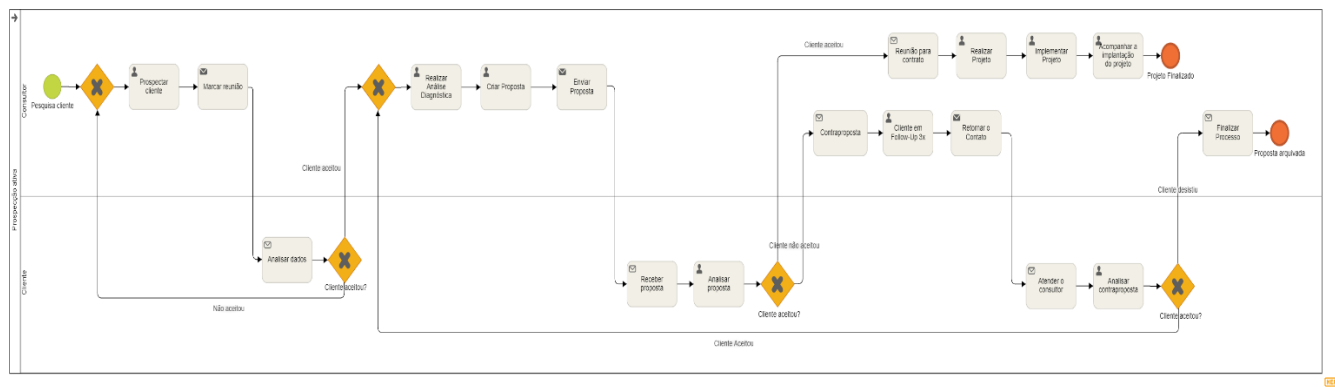 Prospecção ativa
Consultor
Pesquisa cliente
Prospectar
cliente
Marcar reunião
Cliente aceitou
Realizar
Análise
Diagnóstica
Criar Proposta
Enviar
Proposta
Cliente aceitou
Reunião para
contrato
Realizar
Projeto
Implementar
Projeto
Acompanhar a
implantação
do projeto
Projeto Finalizado
Contraproposta
Cliente em
Follow-Up 3x
Retornar o
Contato
Finalizar
Processo
Proposta arquivada
Cliente desistiu
Cliente
Analisar dados
Cliente aceitou?
Não aceitou
Receber
proposta
Analisar
proposta
Cliente não aceitou
Cliente aceitou?
Atender o
consultor
Analisar
contraproposta
Cliente aceitou?
Cliente Aceitou